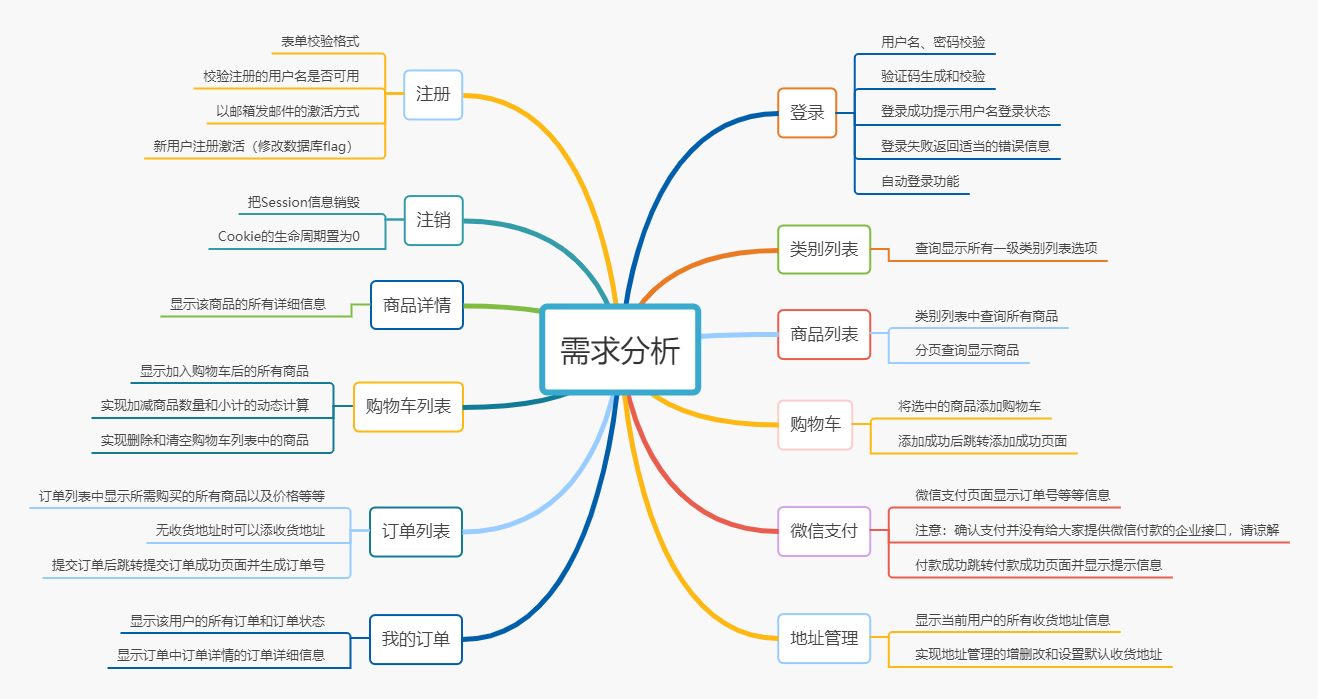 需求分析
登录
用户名、密码校验
验证码生成和校验
登录成功提示用户名登录状态
登录失败返回适当的错误信息
自动登录功能
类别列表
查询显示所有一级类别列表选项
商品列表
类别列表中查询所有商品
分页查询显示商品
购物车
将选中的商品添加购物车
添加成功后跳转添加成功页面
微信支付
微信支付页面显示订单号等等信息
注意：确认支付并没有给大家提供微信付款的企业接口，请谅解
付款成功跳转付款成功页面并显示提示信息
地址管理
显示当前用户的所有收货地址信息
实现地址管理的增删改和设置默认收货地址
注册
表单校验格式
校验注册的用户名是否可用
以邮箱发邮件的激活方式
新用户注册激活（修改数据库flag）
注销
把Session信息销毁
Cookie的生命周期置为0
商品详情
显示该商品的所有详细信息
购物车列表
显示加入购物车后的所有商品
实现加减商品数量和小计的动态计算
实现删除和清空购物车列表中的商品
订单列表
订单列表中显示所需购买的所有商品以及价格等等
无收货地址时可以添收货地址
提交订单后跳转提交订单成功页面并生成订单号
我的订单
显示该用户的所有订单和订单状态
显示订单中订单详情的订单详细信息